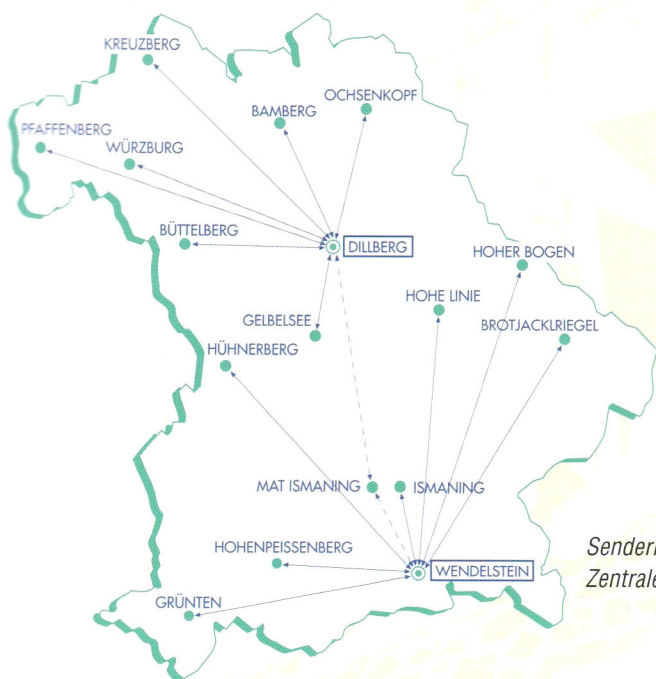 KREUZBERG
OCHSENKOPF
BAMBERG
PFAFFENBERG
WÜRZBURG
BÜTTELBERG
DILLBERG
HOHER BOGEN
HOHE LINIE
GELBELSEE
BROTJACKLRIEGEL
HÜHNERBERG
MAT ISMANING
ISMANING
HOHENPEISSENBERG
WENDELSTEIN
GRÜNTEN
Zentrale